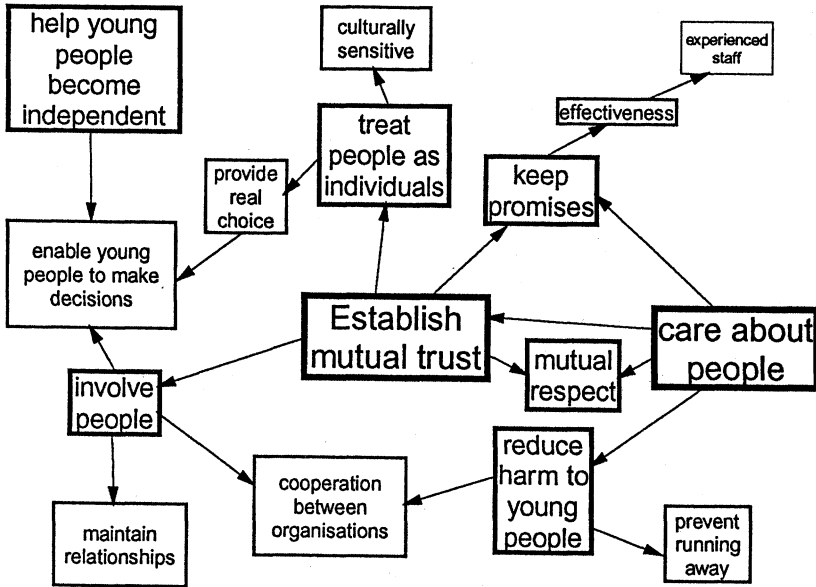 help young
people
become
independent
culturally
sensitive
experienced
staff
effectiveness
treat
people as
individuals
provide
real
choice
keep
promises
enable young
people to make
decisions
Establish
mutual trust
care about
people
mutual
respect
involve
people
reduce
harm to
young
people
cooperation
between
organisations
maintain
relationships
prevent
running
away